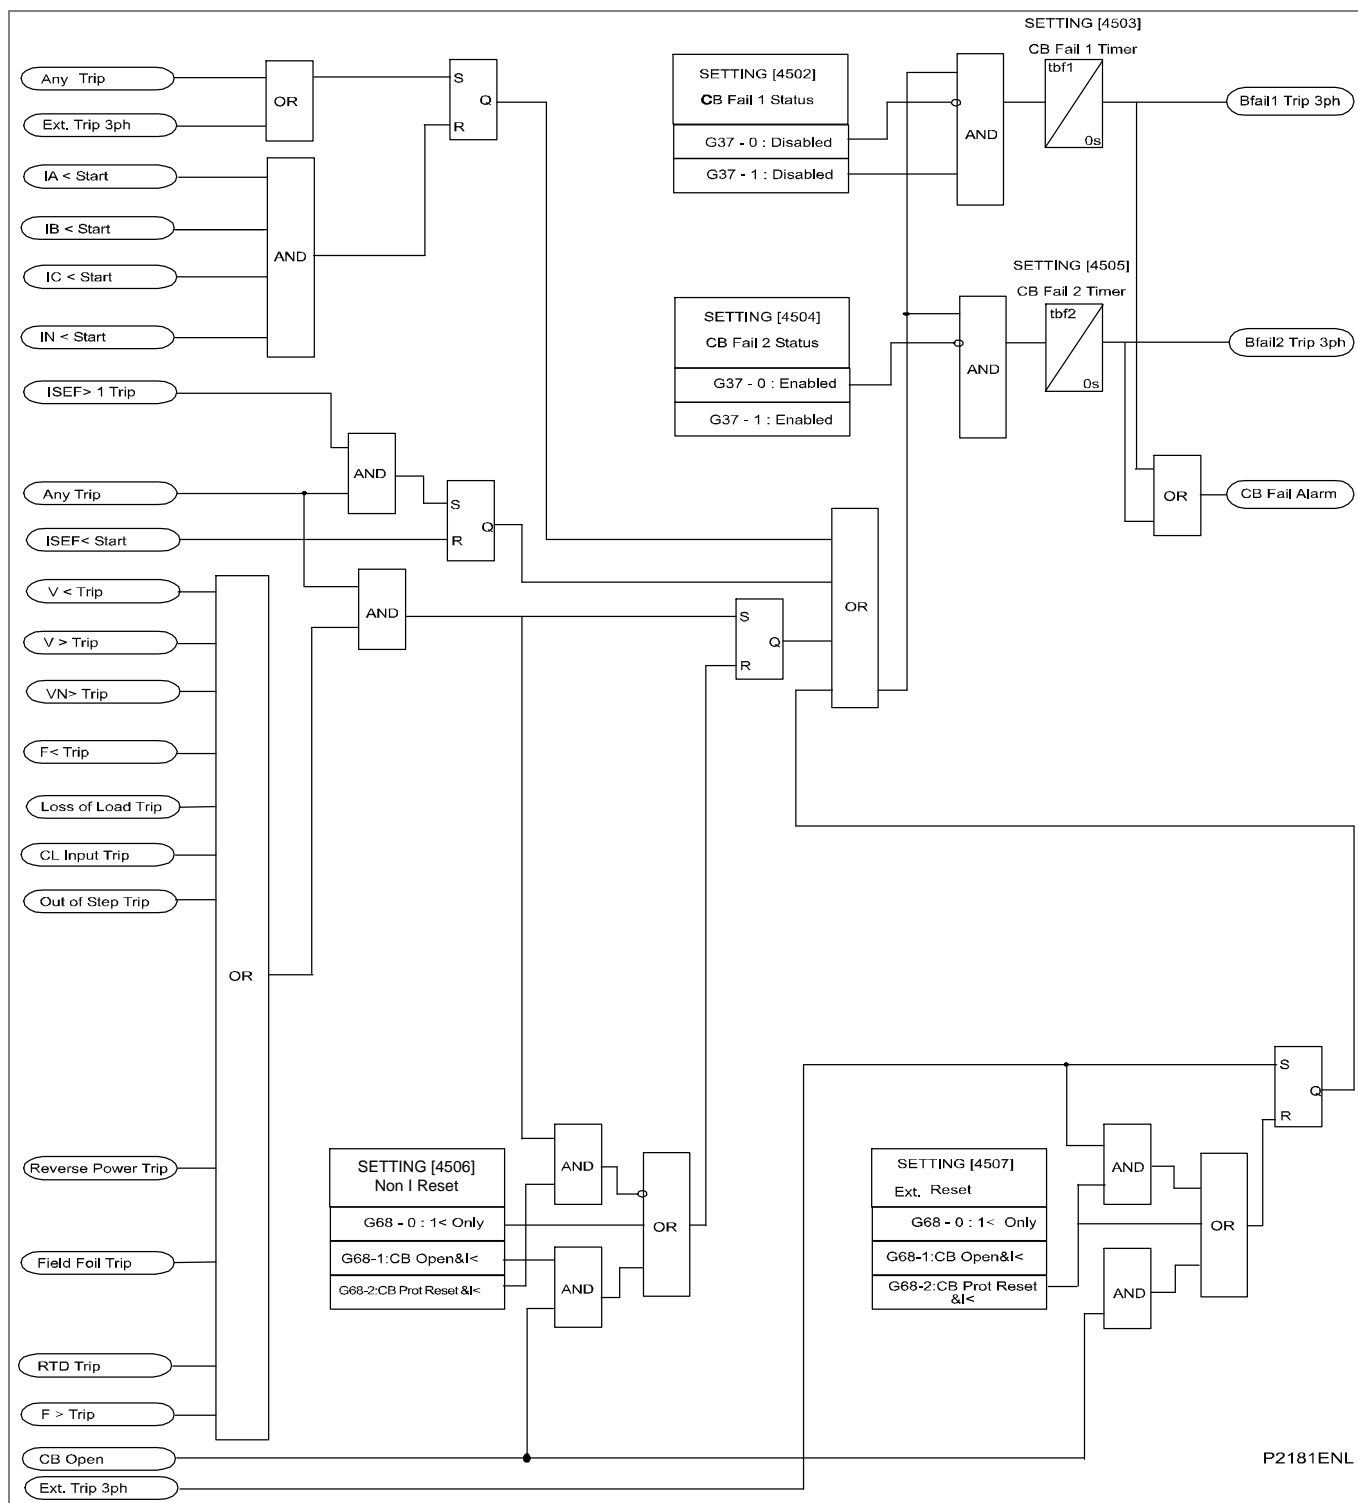 SETTING [4503]
CB Fail 1 Timer
tbf1
0s
Bfail1 Trip 3ph
SETTING [4502]
CB Fail 1 Status
G37 - 0 : Disabled
G37 - 1 : Disabled
AND
Any Trip
Ext. Trip 3ph
OR
S
Q
R
IA < Start
IB < Start
IC < Start
IN < Start
AND
SETTING [4505]
CB Fail 2 Timer
tbf2
0s
Bfail2 Trip 3ph
SETTING [4504]
CB Fail 2 Status
G37 - 0 : Enabled
G37 - 1 : Enabled
AND
OR
CB Fail Alarm
ISEF> 1 Trip
Any Trip
ISEF< Start
AND
S
Q
R
V < Trip
V > Trip
VN> Trip
F< Trip
Loss of Load Trip
CL Input Trip
Out of Step Trip
AND
S
Q
R
OR
OR
Reverse Power Trip
Field Foil Trip
RTD Trip
F > Trip
CB Open
Ext. Trip 3ph
SETTING [4506]
Non I Reset
G68 - 0 : 1< Only
G68-1:CB Open&I<
G68-2:CB Prot Reset &I<
AND
AND
OR
SETTING [4507]
Ext. Reset
G68 - 0 : 1< Only
G68-1:CB Open&I<
G68-2:CB Prot Reset
&I<
AND
AND
OR
S
Q
R
P2181ENL